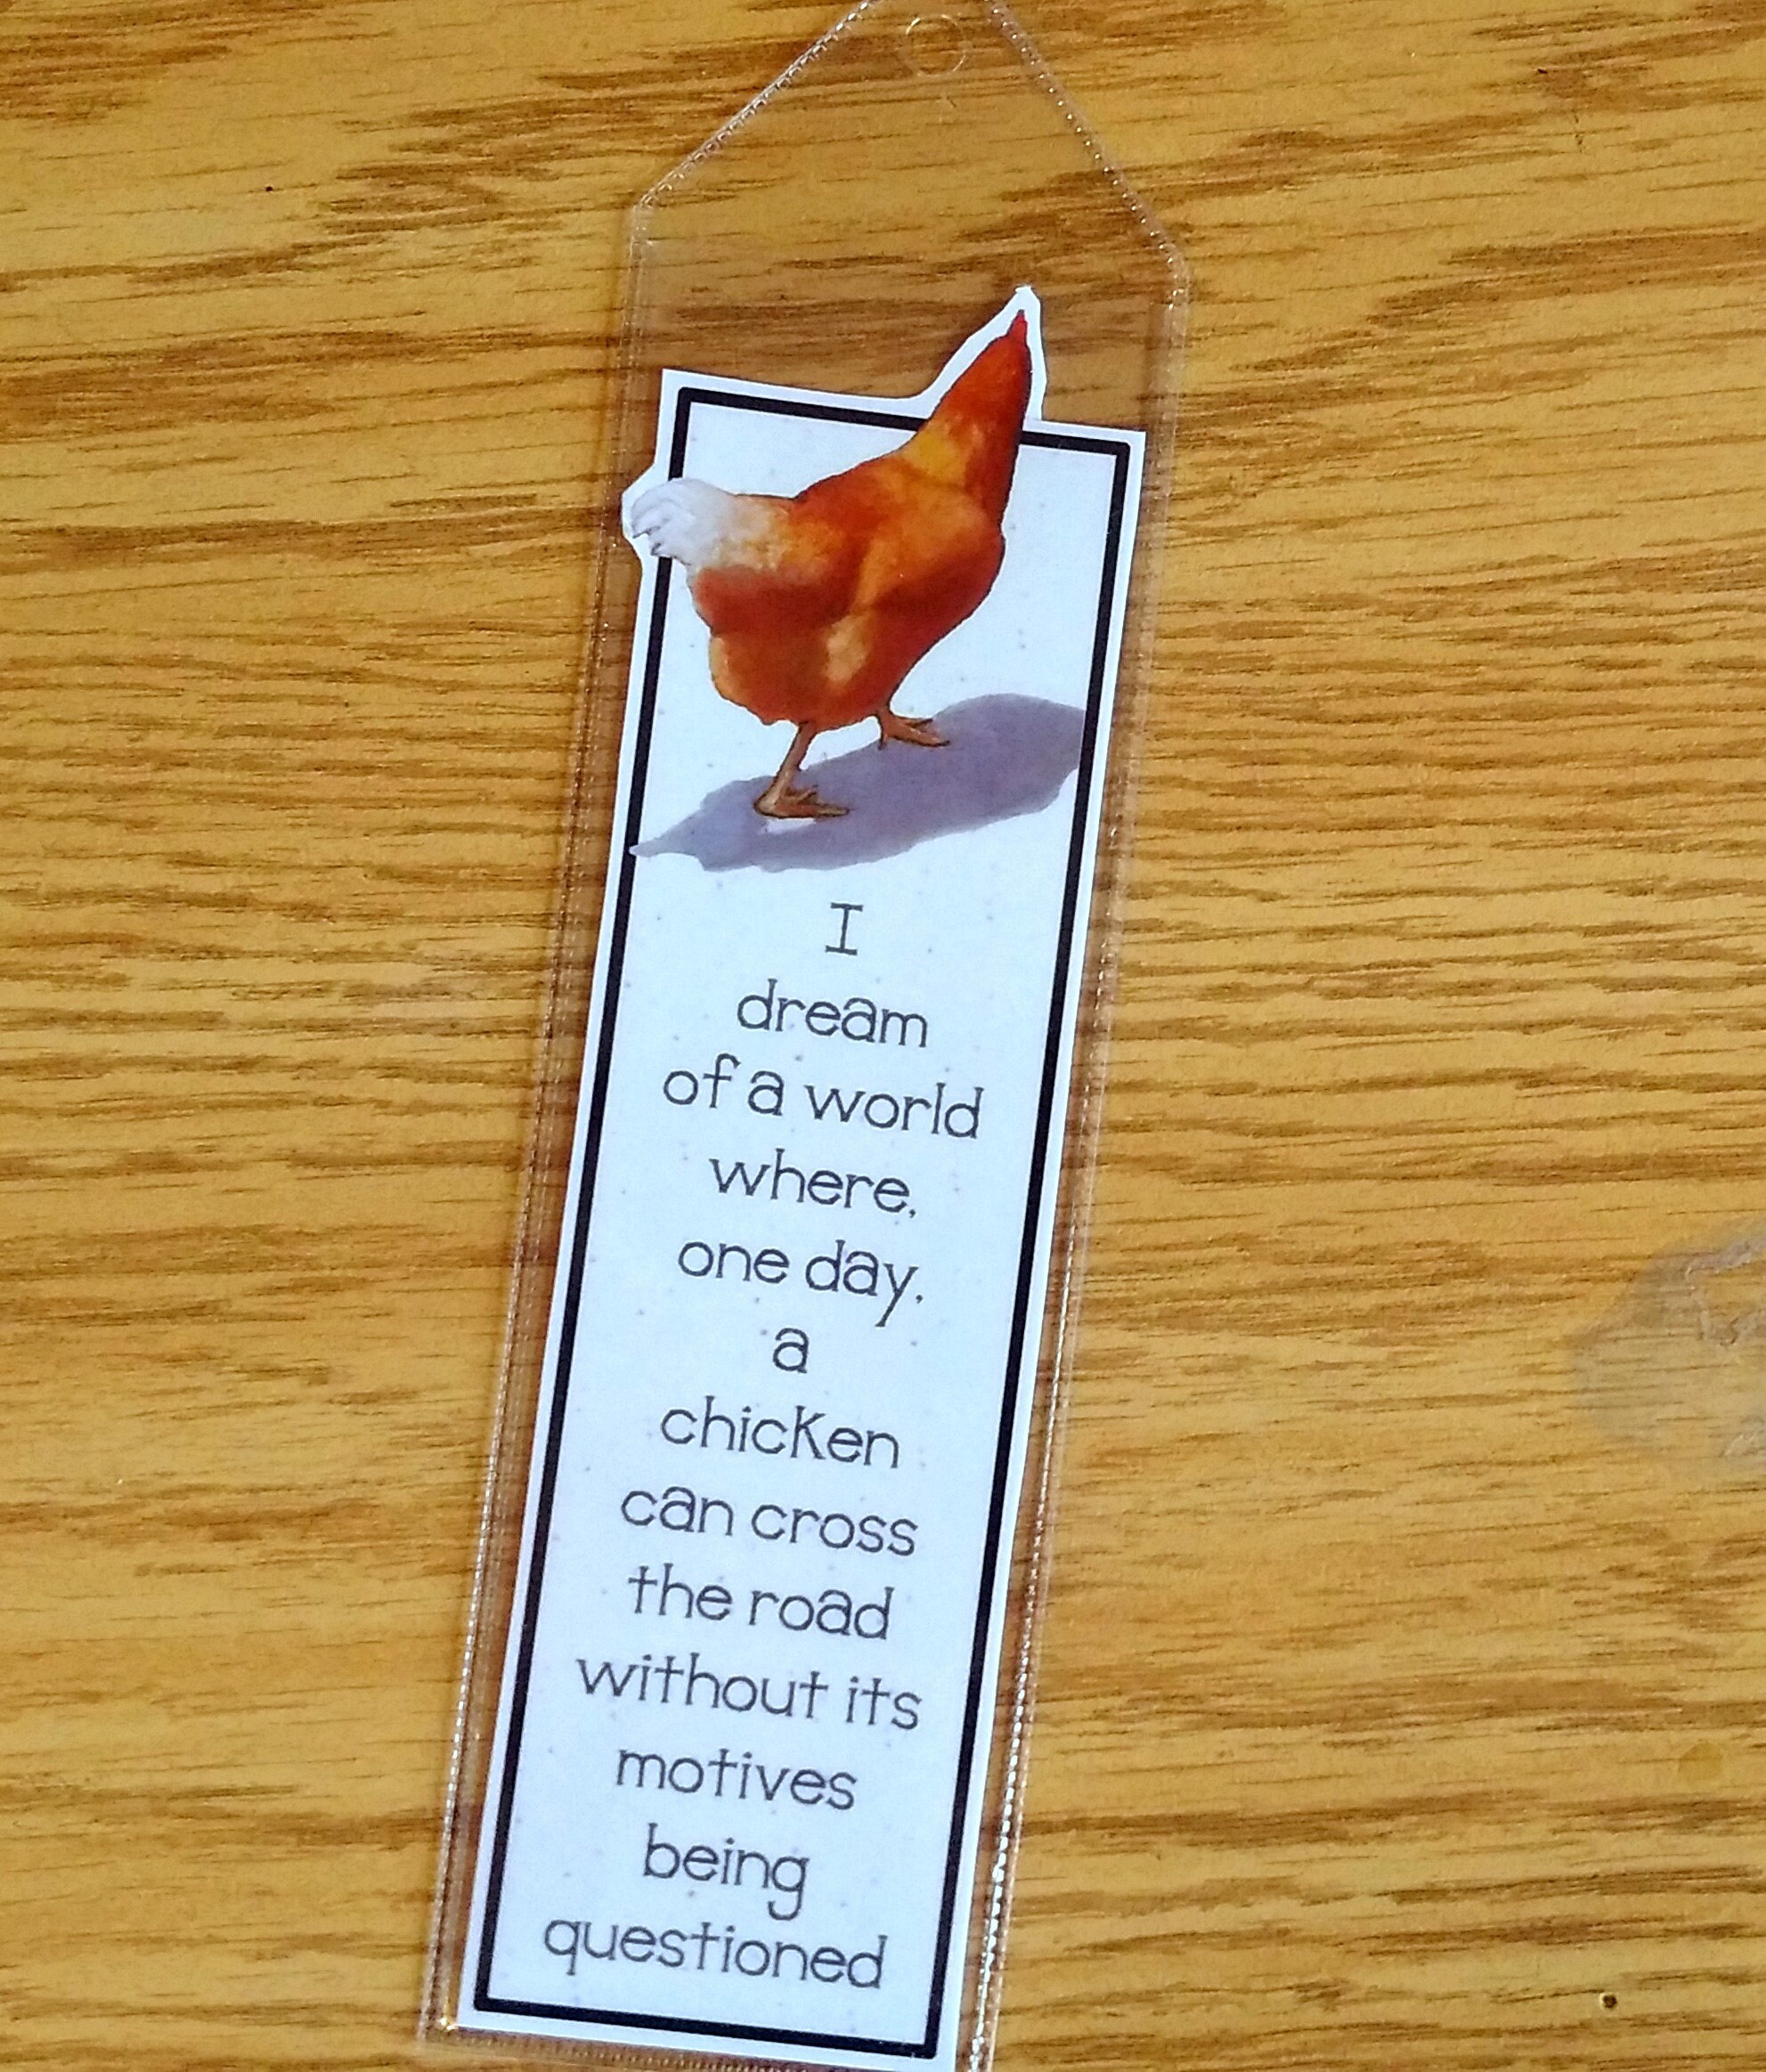 I
dream
of a world
where,
one day,
a
chicken
can cross
the road
without its
motives
being
questioned